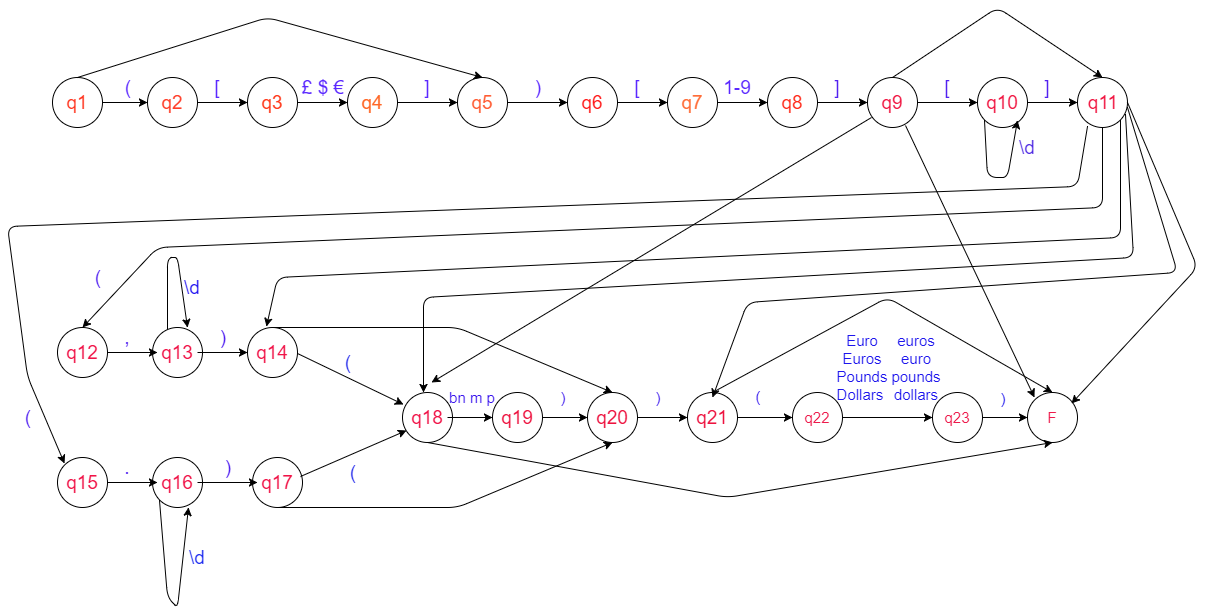 ( [ £ $ € ] ) [ 1-9 ] [ ]
q1 q2 q3 q4 q5 q6 q7 q8 q9 q10 q11
\d
(
\d
, )
q12 q13 q14
Euro euros
Euros euro
Pounds pounds
Dollars dollars
(
bn m p ) ) ( )
q18 q19 q20 q21 q22 q23 F
(
. )
(
q15 q16 q17
\d